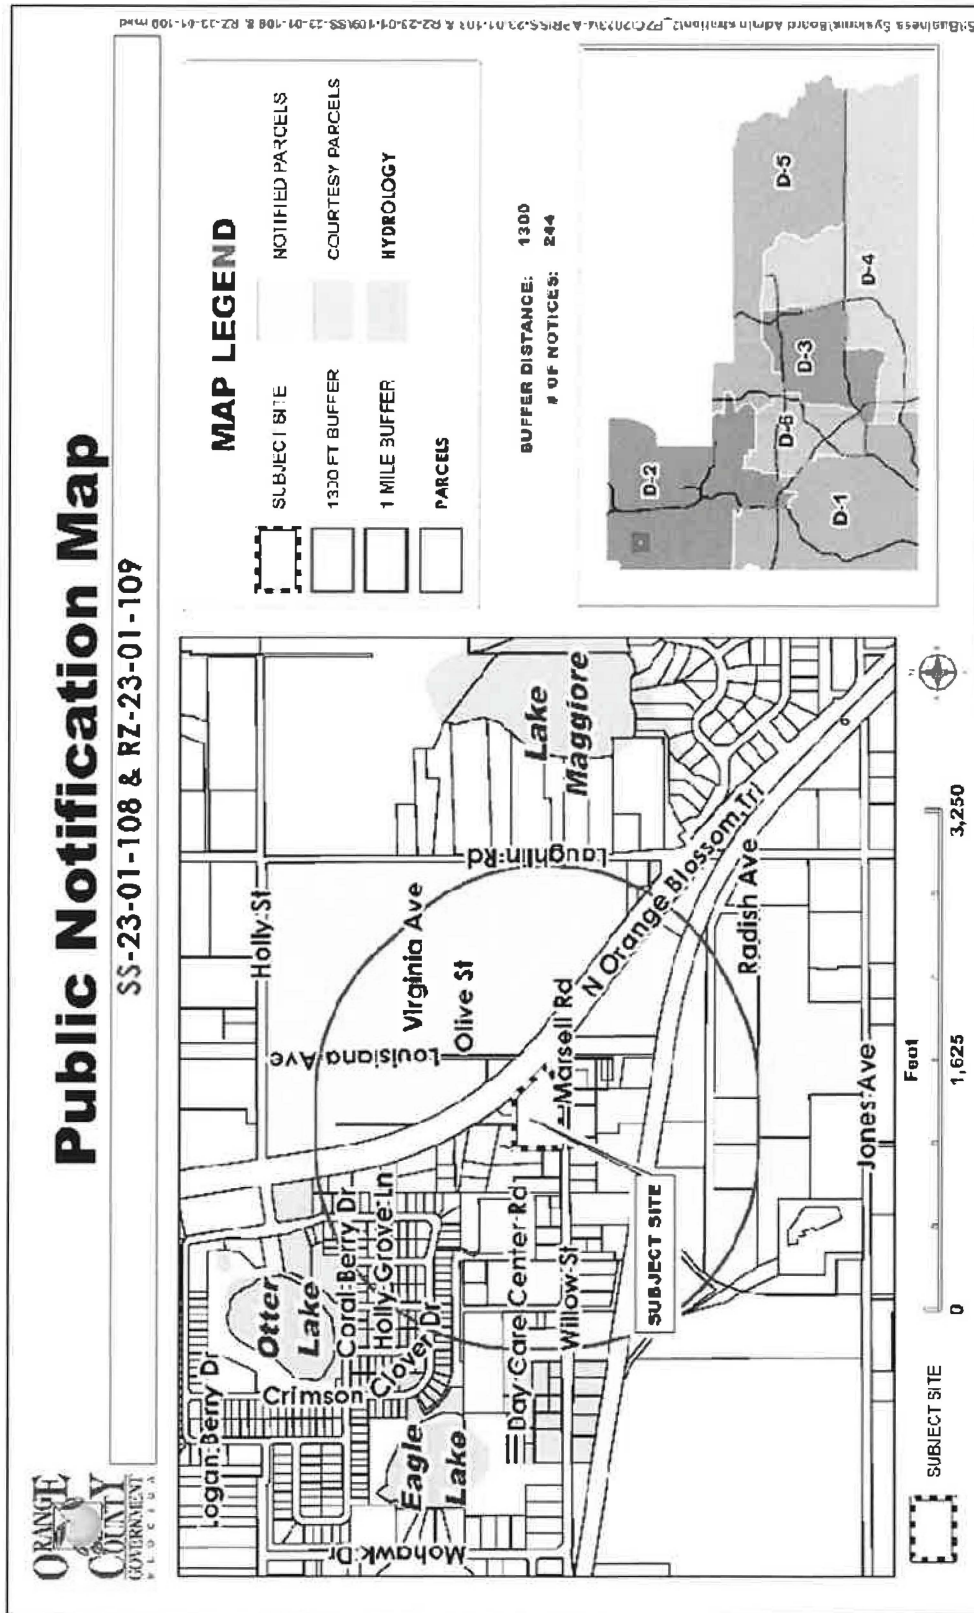 ORANGE
COUNTY
GOVERNMENT
FLORIDA
Public Notification Map
SS-23-01-108 & RZ-23-01-109
MAP LEGEND
SUBJECT SITE
NOTIFIED PARCELS
1300 FT BUFFER
COURTESY PARCELS
1 MILE BUFFER
HYDROLOGY
PARCELS
BUFFER DISTANCE: 1300
# OF NOTICES: 244
D-2
D-5
D-3
D-6
D-4
D-1
Logan Berry Dr
Otter
Lake
Holly St
Crimson
Clover Dr
Coral Berry Dr
Holly Grove Ln
Louisiana Ave
Virginia Ave
Olive St
Eagle
Lake
Mohawk Dr
Day Care Center Rd
Willow St
Marsell Rd
Laughlin Rd
Lake
Maggiore
N Orange Blossom Trl
Radish Ave
SUBJECT SITE
Jones Ave
Feet
0
1,625
3,250
SUBJECT SITE